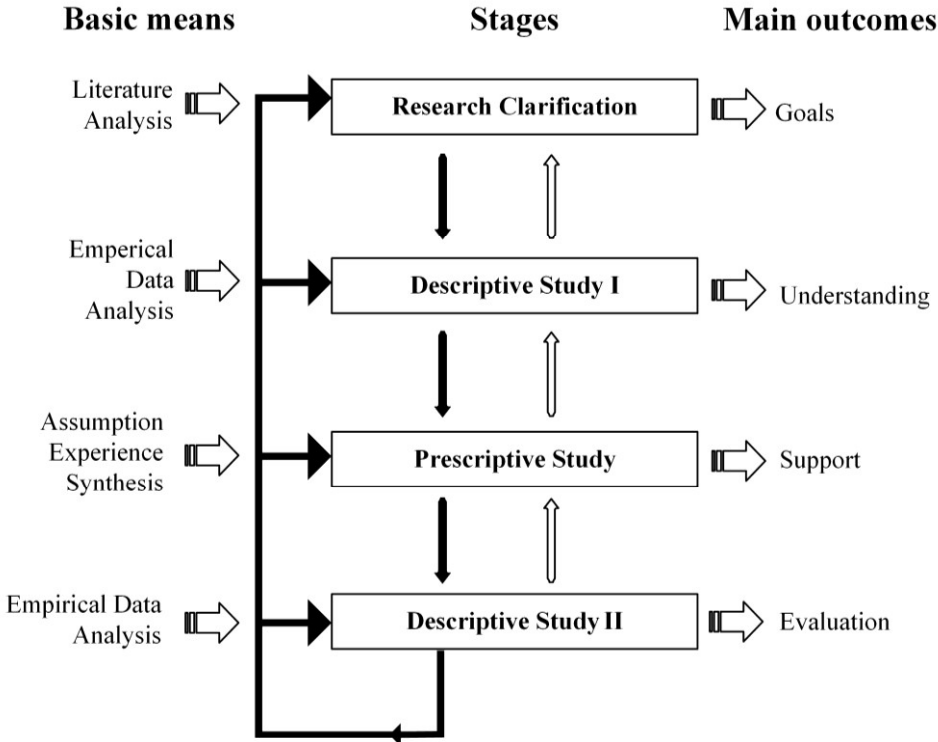 Basic means
Stages
Main outcomes
Literature
Analysis
Research Clarification
Goals
Emperical
Data
Analysis
Descriptive Study I
Understanding
Assumption
Experience
Synthesis
Prescriptive Study
Support
Empirical Data
Analysis
Descriptive Study II
Evaluation